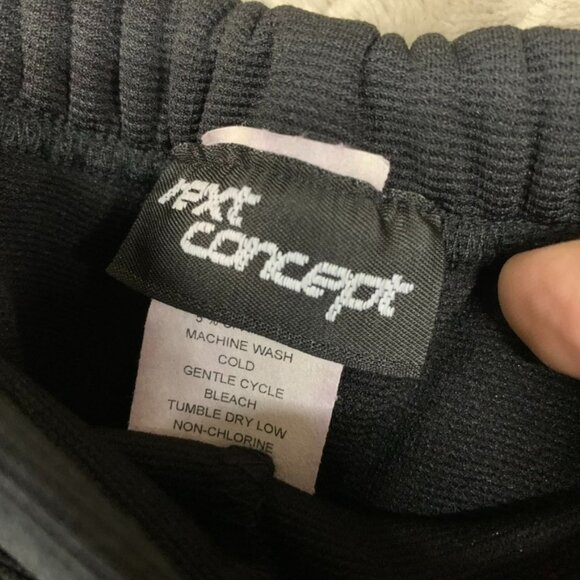 next
concept
MACHINE WASH
COLD
GENTLE CYCLE
BLEACH
TUMBLE DRY LOW
NON-CHLORINE